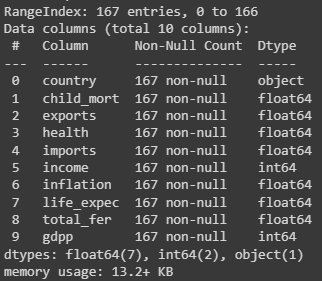 RangeIndex: 167 entries, 0 to 166
Data columns (total 10 columns):
 #   Column      Non-Null Count  Dtype
---  ------      --------------  -----
 0   country     167 non-null    object
 1   child_mort  167 non-null    float64
 2   exports     167 non-null    float64
 3   health      167 non-null    float64
 4   imports     167 non-null    float64
 5   income      167 non-null    int64
 6   inflation   167 non-null    float64
 7   life_expec  167 non-null    float64
 8   total_fer   167 non-null    float64
 9   gdpp        167 non-null    int64
dtypes: float64(7), int64(2), object(1)
memory usage: 13.2+ KB